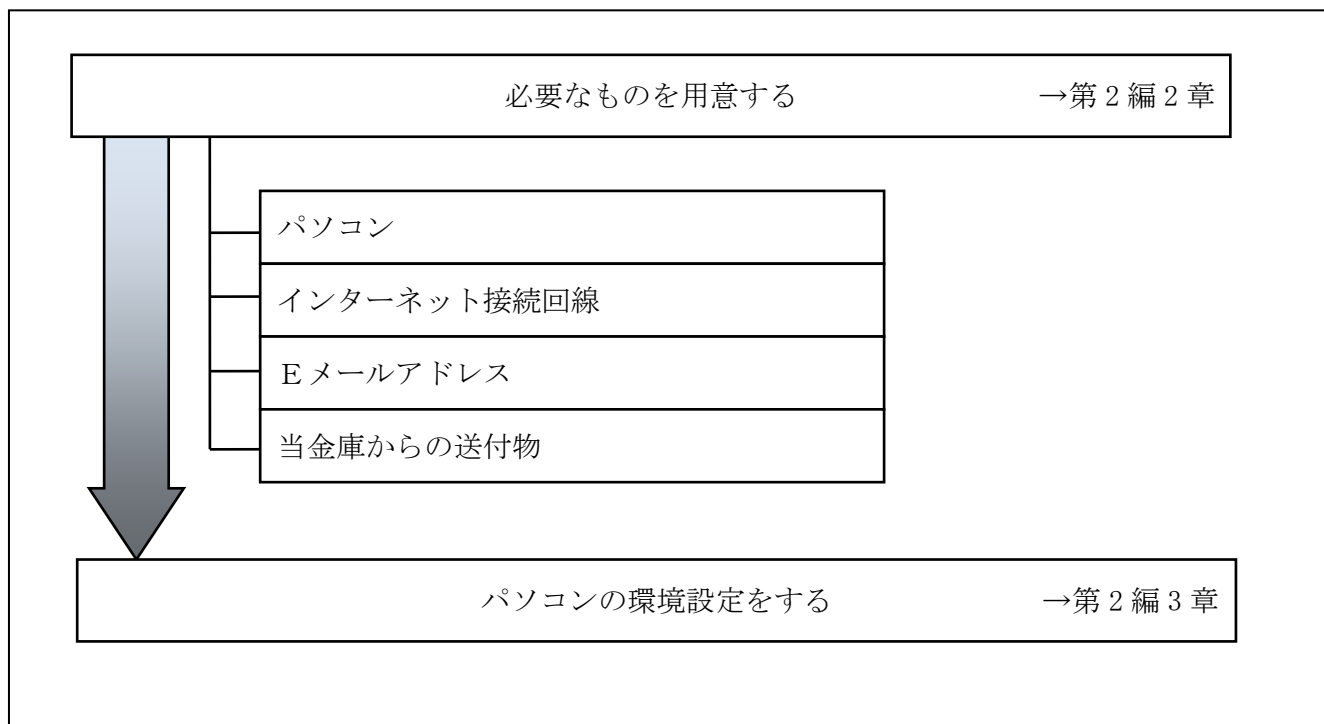 必要なものを用意する →第２編２章
パソコン
インターネット接続回線
Ｅメールアドレス
当金庫からの送付物
パソコンの環境設定をする →第２編３章